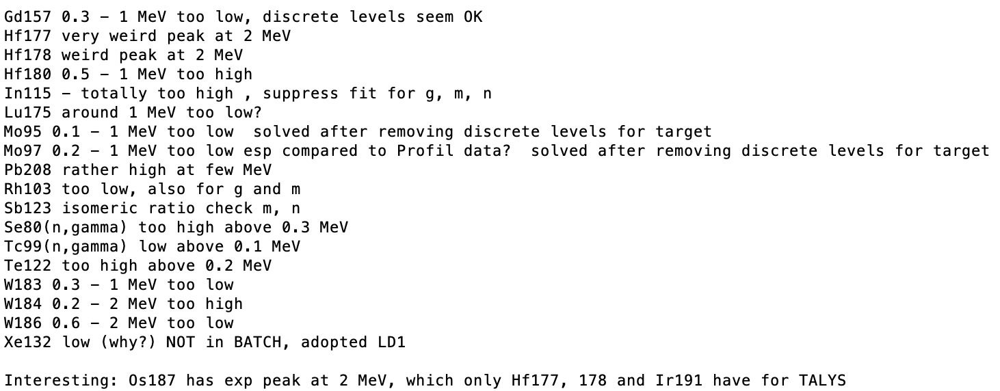 Gd157 0.3 - 1 MeV too low, discrete levels seem OK
Hf177 very weird peak at 2 MeV
Hf178 weird peak at 2 MeV
Hf180 0.5 - 1 MeV too high
In115 - totally too high , suppress fit for g, m, n
Lu175 around 1 MeV too low?
Mo95 0.1 - 1 MeV too low  solved after removing discrete levels for target
Mo97 0.2 - 1 MeV too low esp compared to Profil data?  solved after removing discrete levels for target
Pb208 rather high at few MeV
Rh103 too low, also for g and m
Sb123 isomeric ratio check m, n
Se80(n,gamma) too high above 0.3 MeV
Tc99(n,gamma) low above 0.1 MeV
Te122 too high above 0.2 MeV
W183 0.3 - 1 MeV too low
W184 0.2 - 2 MeV too high
W186 0.6 - 2 MeV too low
Xe132 low (why?) NOT in BATCH, adopted LD1
Interesting: Os187 has exp peak at 2 MeV, which only Hf177, 178 and Ir191 have for TALYS